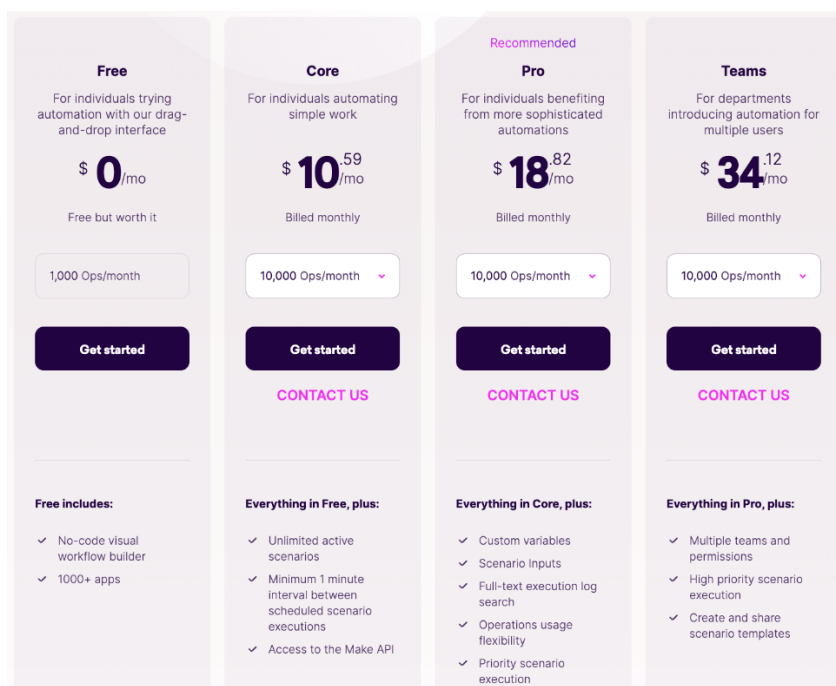 Free
For individuals trying
automation with our drag-
and-drop interface
$ 0/mo
Free but worth it
1,000 Ops/month
Get started
Free includes:
No-code visual
workflow builder
1000+ apps
Core
For individuals automating
simple work
$ 10.59/mo
Billed monthly
10,000 Ops/month
Get started
CONTACT US
Everything in Free, plus:
Unlimited active
scenarios
Minimum 1 minute
interval between
scheduled scenario
executions
Access to the Make API
Recommended
Pro
For individuals benefiting
from more sophisticated
automations
$ 18.82/mo
Billed monthly
10,000 Ops/month
Get started
CONTACT US
Everything in Core, plus:
Custom variables
Scenario Inputs
Full-text execution log
search
Operations usage
flexibility
Priority scenario
execution
Teams
For departments
introducing automation for
multiple users
$ 34.12/mo
Billed monthly
10,000 Ops/month
Get started
CONTACT US
Everything in Pro, plus:
Multiple teams and
permissions
High priority scenario
execution
Create and share
scenario templates